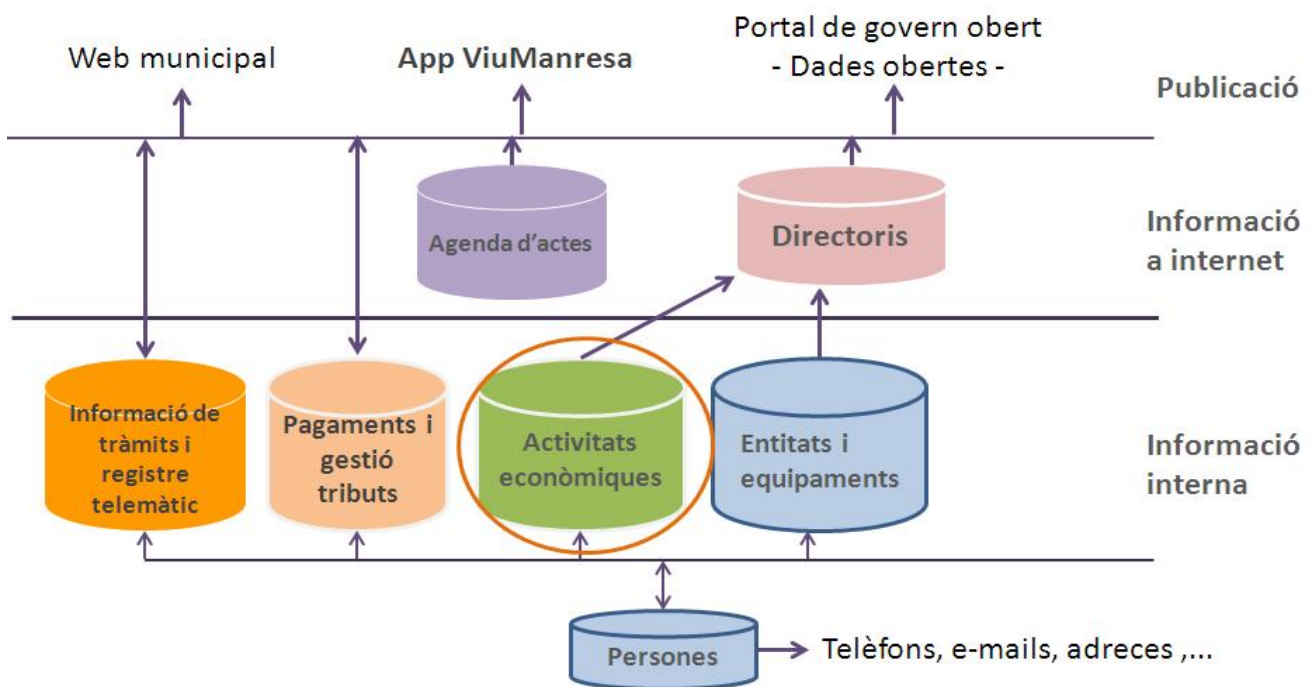 Web municipal
App ViuManresa
Portal de govern obert
- Dades obertes -
Publicació
Agenda d'actes
Directoris
Informació
a internet
Informació de
tràmits i
registre
telemàtic
Pagaments i
gestió
tributs
Activitats
econòmiques
Entitats i
equipaments
Informació
interna
Persones
Telèfons, e-mails, adreces ,...